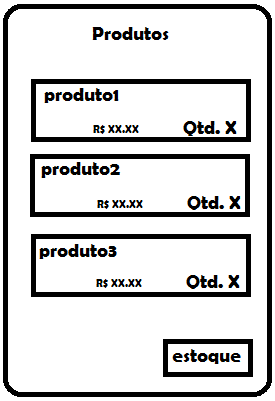 Produtos
produto1
R$ XX.XX Qtd. X
produto2
R$ XX.XX Qtd. X
produto3
R$ XX.XX Qtd. X
estoque